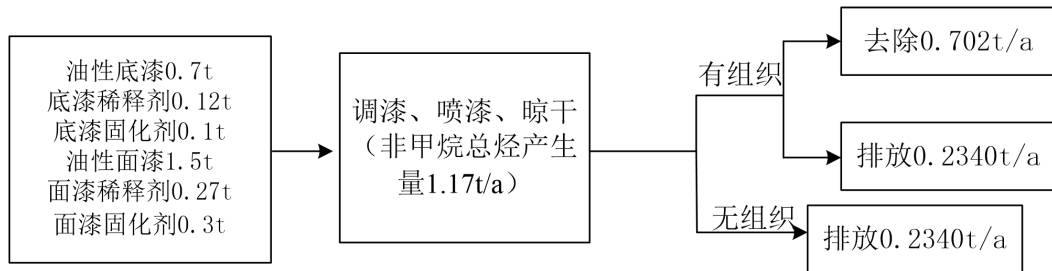 油性底漆0.7t
底漆稀释剂0.12t
底漆固化剂0.1t
油性面漆1.5t
面漆稀释剂0.27t
面漆固化剂0.3t
调漆、喷漆、晾干
（非甲烷总烃产生
量1.17t/a）
有组织
去除0.702t/a
排放0.2340t/a
无组织
排放0.2340t/a